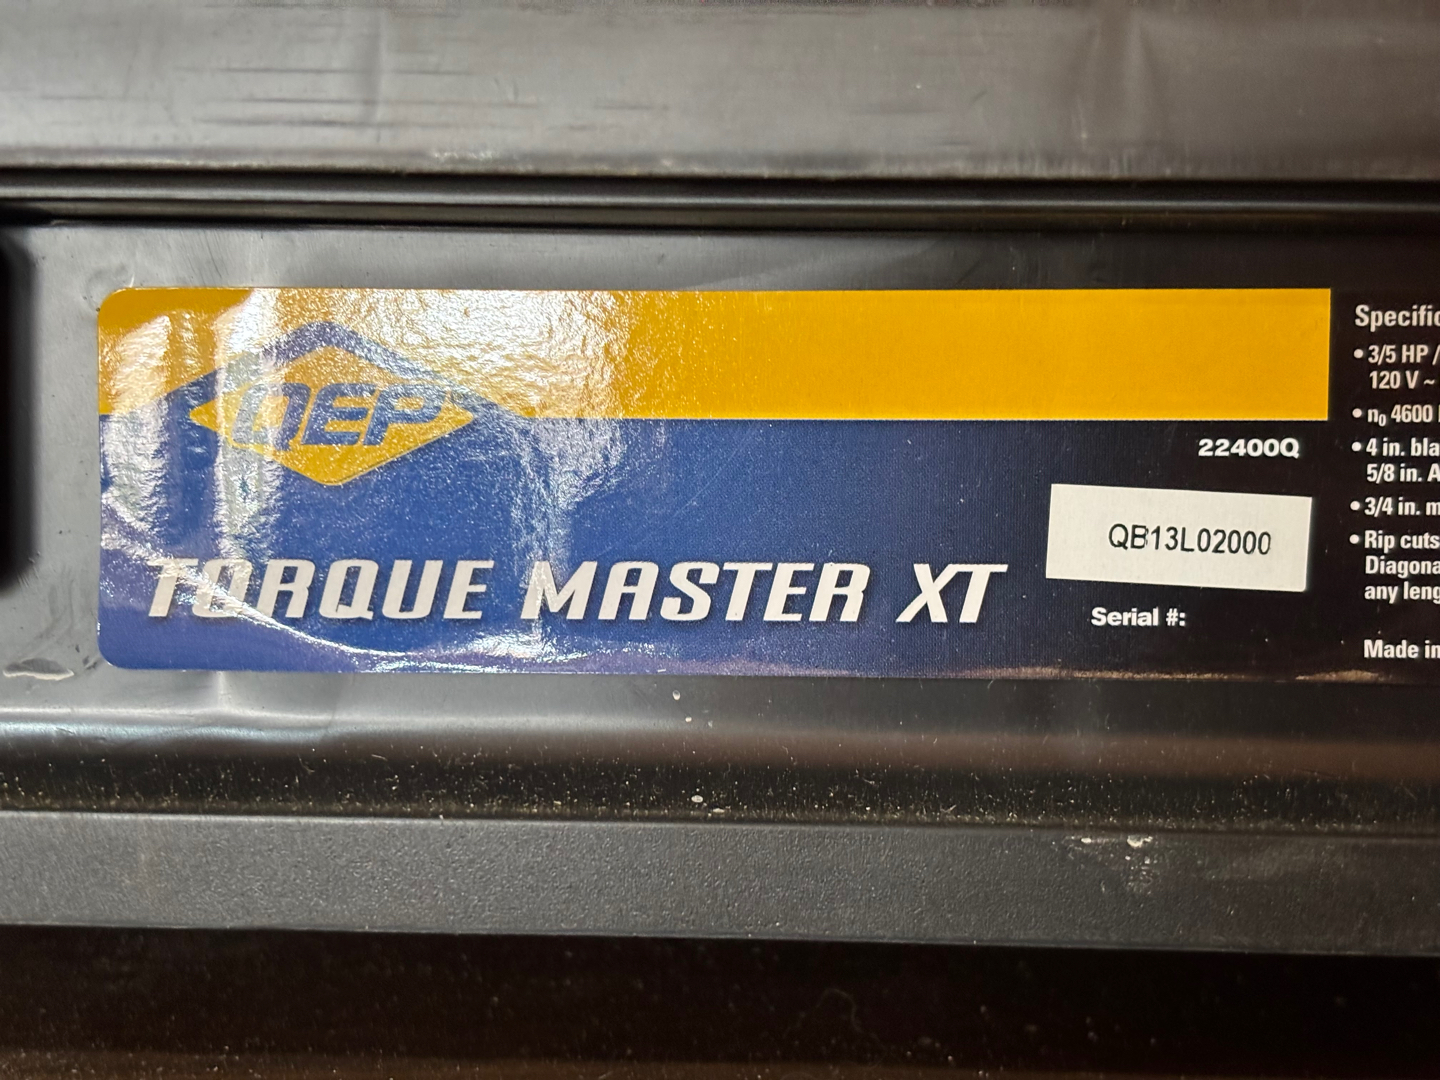 QEP
TORQUE MASTER XT
22400Q
QB13L02000
Serial #:
Specific
• 3/5 HP /
120 V ~
• n₀ 4600
• 4 in. bla
5/8 in. A
• 3/4 in. m
• Rip cuts
Diagona
any leng
Made in